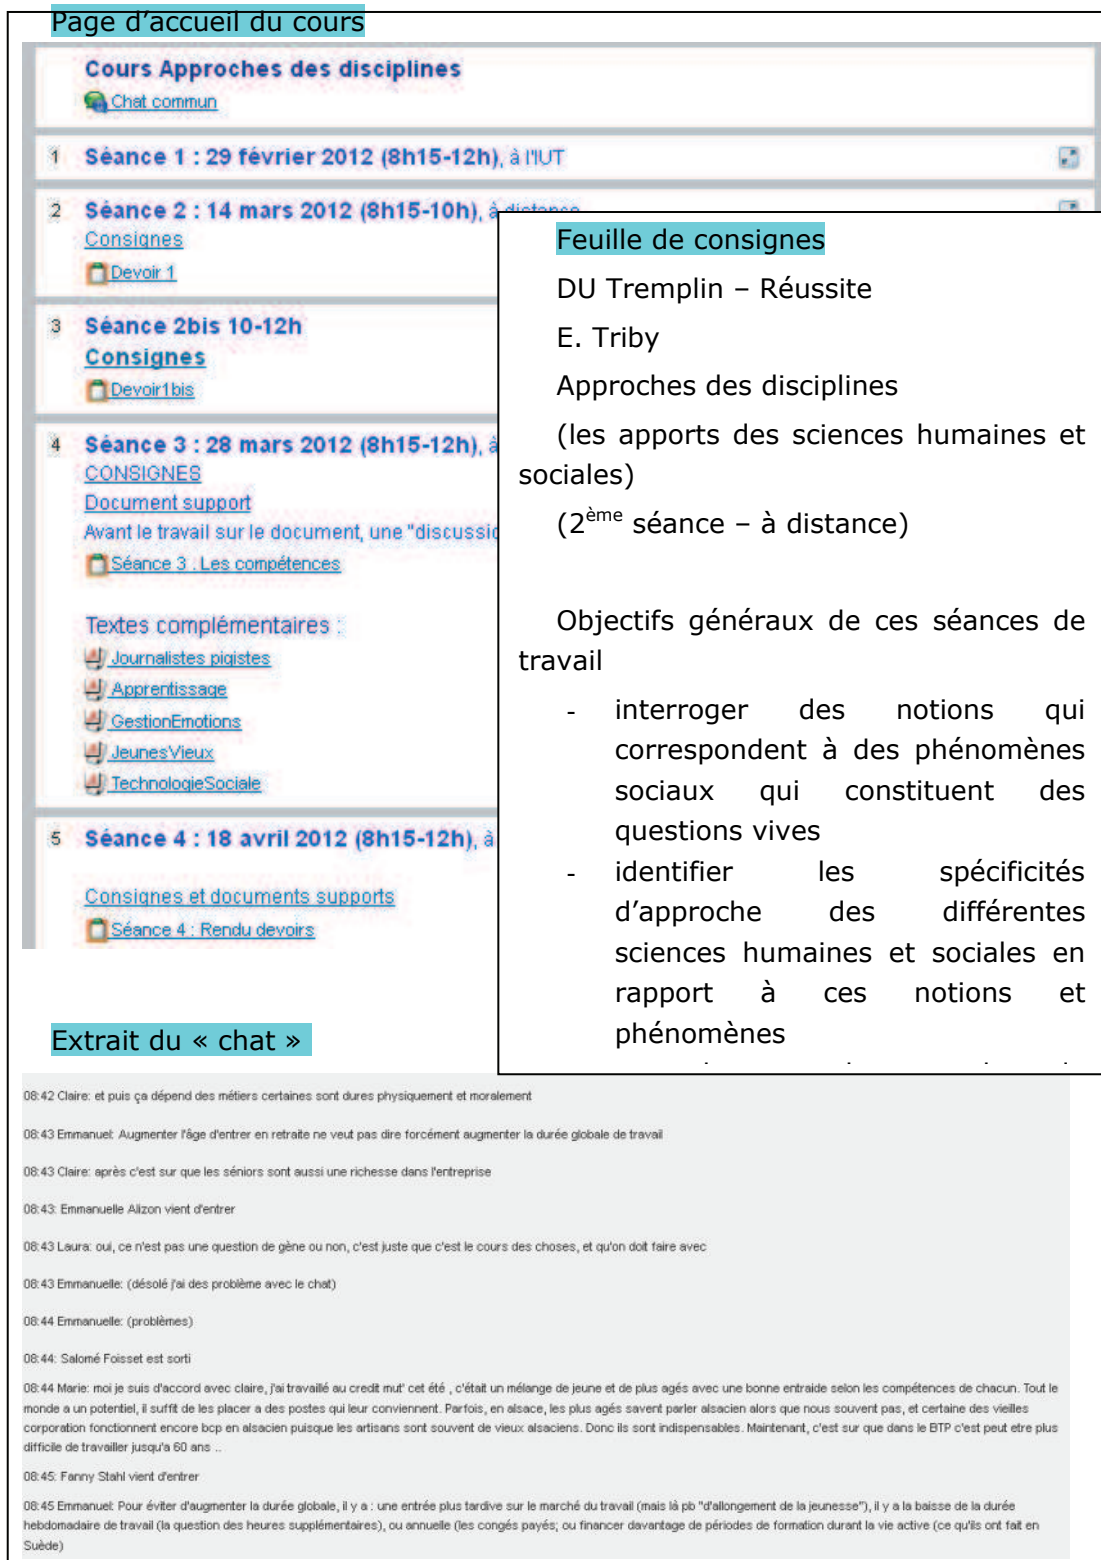 Page d’accueil du cours
Cours Approches des disciplines
Chat commun
1 Séance 1 : 29 février 2012 (8h15-12h), à l'IUT
2 Séance 2 : 14 mars 2012 (8h15-10h), à distance
Consignes
Devoir 1
3 Séance 2bis 10-12h
Consignes
Devoir1bis
4 Séance 3 : 28 mars 2012 (8h15-12h), à
CONSIGNES
Document support
Avant le travail sur le document, une "discussio
Séance 3 : Les compétences
Textes complémentaires :
Journalistes pigistes
Apprentissage
GestionEmotions
JeunesVieux
TechnologieSociale
5 Séance 4 : 18 avril 2012 (8h15-12h), à
Consignes et documents supports
Séance 4 : Rendu devoirs
Feuille de consignes
DU Tremplin – Réussite
E. Triby
Approches des disciplines
(les apports des sciences humaines et
sociales)
(2ème séance – à distance)
Objectifs généraux de ces séances de
travail
- interroger des notions qui
correspondent à des phénomènes
sociaux qui constituent des
questions vives
- identifier les spécificités
d’approche des différentes
sciences humaines et sociales en
rapport à ces notions et
phénomènes
Extrait du « chat »
08:42 Claire: et puis ça dépend des métiers certaines sont dures physiquement et moralement
08:43 Emmanuel: Augmenter l'âge d'entrer en retraite ne veut pas dire forcément augmenter la durée globale de travail
08:43 Claire: après c'est sur que les séniors sont aussi une richesse dans l'entreprise
08:43: Emmanuelle Alizon vient d'entrer
08:43 Laura: oui, ce n'est pas une question de gène ou non, c'est juste que c'est le cours des choses, et qu'on doit faire avec
08:43 Emmanuelle: (désolé j'ai des problème avec le chat)
08:44 Emmanuelle: (problèmes)
08:44: Salomé Foisset est sorti
08:44 Marie: moi je suis d'accord avec claire, j'ai travaillé au credit mut' cet été , c'était un mélange de jeune et de plus agés avec une bonne entraide selon les compétences de chacun. Tout le
monde a un potentiel, il suffit de les placer a des postes qui leur conviennent. Parfois, en alsace, les plus agés savent parler alsacien alors que nous souvent pas, et certaine des vieilles
corporation fonctionnent encore bcp en alsacien puisque les artisans sont souvent de vieux alsaciens. Donc ils sont indispensables. Maintenant, c'est sur que dans le BTP c'est peut etre plus
difficile de travailler jusqu'a 60 ans ..
08:45: Fanny Stahl vient d'entrer
08:45 Emmanuel: Pour éviter d'augmenter la durée globale, il y a : une entrée plus tardive sur le marché du travail (mais là pb "d'allongement de la jeunesse"), il y a la baisse de la durée
hebdomadaire de travail (la question des heures supplémentaires), ou annuelle (les congés payés; ou financer davantage de périodes de formation durant la vie active (ce qu'ils ont fait en
Suède)